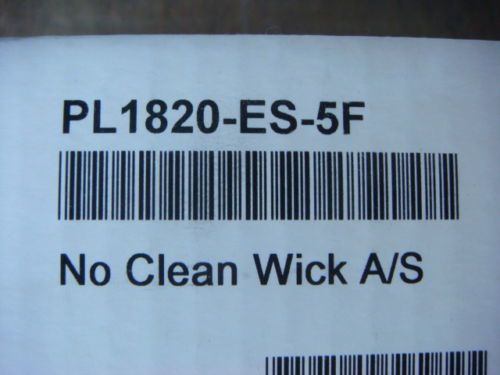 PL1820-ES-5F
No Clean Wick A/S